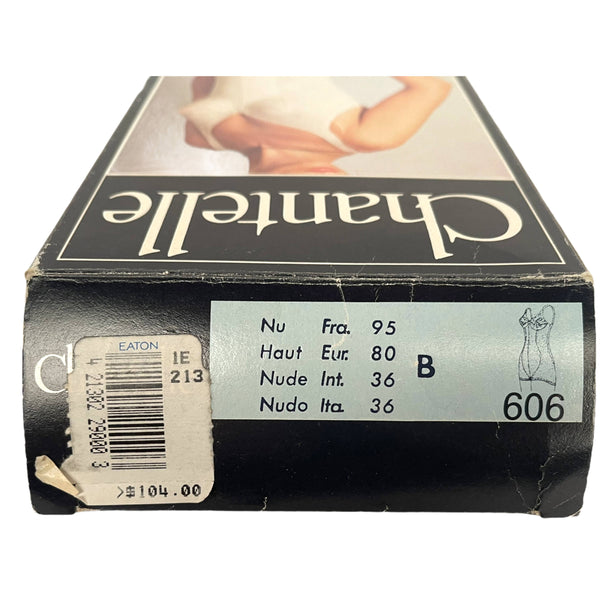 Chantelle
Ch
EATON
1E
213
4 21302 29000 3
>$104.00
Nu Fra. 95
Haut Eur. 80
Nude Int. 36
Nudo Ita. 36
B
606